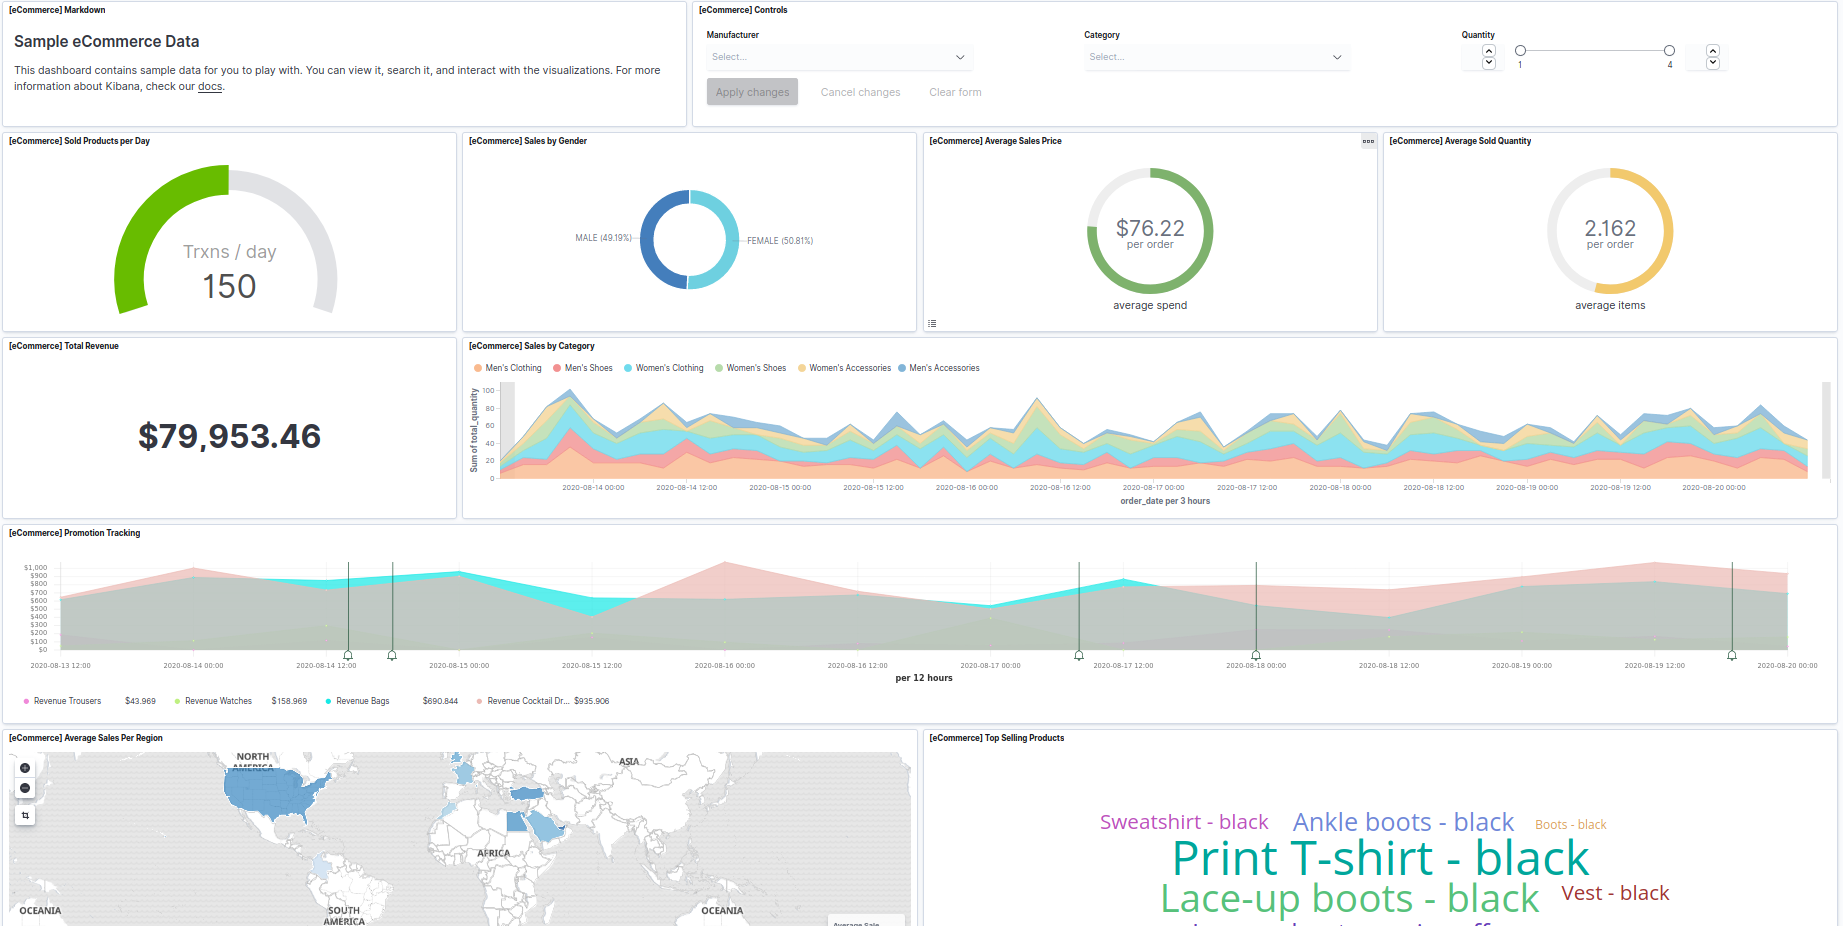 [eCommerce] Markdown
Sample eCommerce Data
This dashboard contains sample data for you to play with. You can view it, search it, and interact with the visualizations. For more
information about Kibana, check our docs.
[eCommerce] Controls
Manufacturer
Select...
Category
Select...
Quantity
1
4
Apply changes
Cancel changes
Clear form
[eCommerce] Sold Products per Day
Trxns / day
150
[eCommerce] Sales by Gender
MALE (49.19%)
FEMALE (50.81%)
[eCommerce] Average Sales Price
$76.22
per order
average spend
[eCommerce] Average Sold Quantity
2.162
per order
average items
[eCommerce] Total Revenue
$79,953.46
[eCommerce] Sales by Category
Men's Clothing
Men's Shoes
Women's Clothing
Women's Shoes
Women's Accessories
Men's Accessories
Sum of total_quantity
100
80
60
40
20
0
2020-08-14 00:00
2020-08-14 12:00
2020-08-15 00:00
2020-08-15 12:00
2020-08-16 00:00
2020-08-16 12:00
2020-08-17 00:00
2020-08-17 12:00
2020-08-18 00:00
2020-08-18 12:00
2020-08-19 00:00
2020-08-19 12:00
2020-08-20 00:00
order_date per 3 hours
[eCommerce] Promotion Tracking
$1,000
$900
$800
$700
$600
$500
$400
$300
$200
$100
$0
2020-08-13 12:00
2020-08-14 00:00
2020-08-14 12:00
2020-08-15 00:00
2020-08-15 12:00
2020-08-16 00:00
2020-08-16 12:00
2020-08-17 00:00
2020-08-17 12:00
2020-08-18 00:00
2020-08-18 12:00
2020-08-19 00:00
2020-08-19 12:00
2020-08-20 00:00
per 12 hours
Revenue Trousers $43.969
Revenue Watches $158.969
Revenue Bags $690.844
Revenue Cocktail Dr... $935.906
[eCommerce] Average Sales Per Region
NORTH
AMERICA
ASIA
AFRICA
OCEANIA
SOUTH
AMERICA
OCEANIA
Average Sale
[eCommerce] Top Selling Products
Sweatshirt - black
Ankle boots - black
Boots - black
Print T-shirt - black
Lace-up boots - black
Vest - black